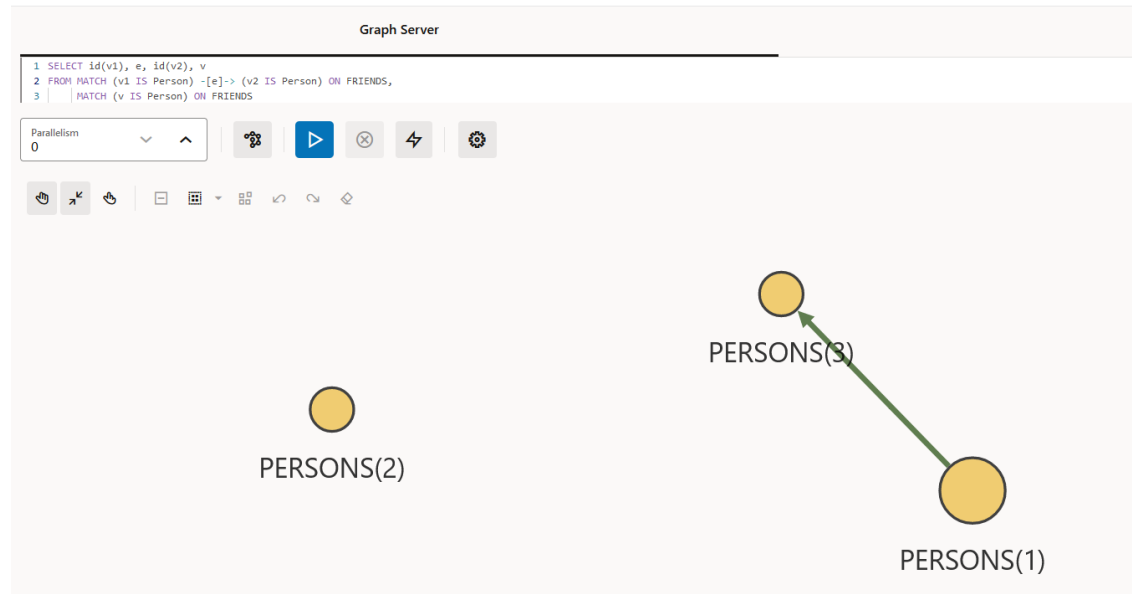 Graph Server
1 SELECT id(v1), e, id(v2), v
2 FROM MATCH (v1 IS Person) -[e]-> (v2 IS Person) ON FRIENDS,
3 MATCH (v IS Person) ON FRIENDS
Parallelism
0
PERSONS(3)
PERSONS(2)
PERSONS(1)